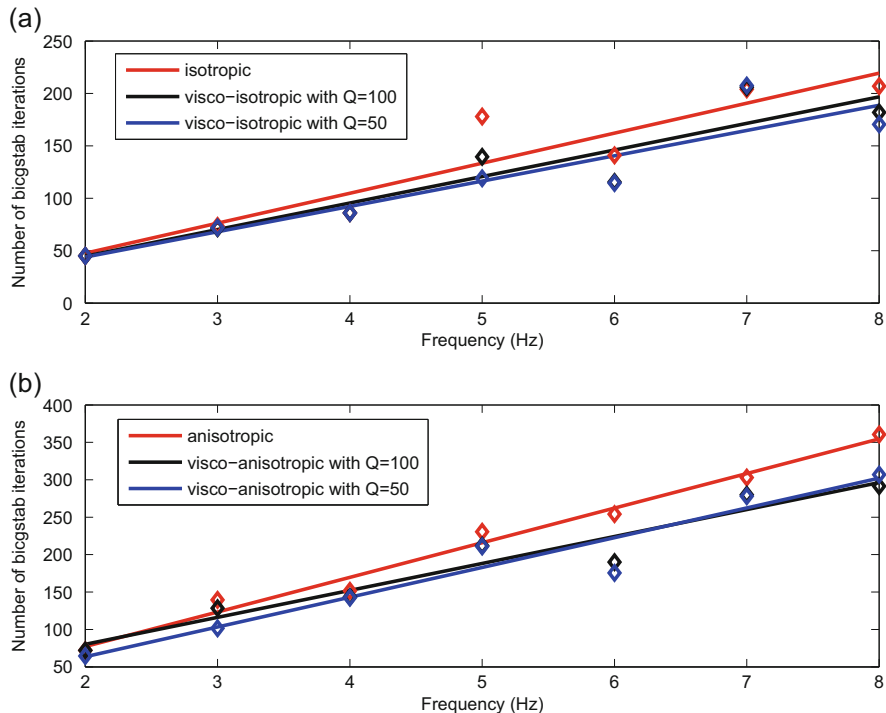 (a)
250
200
150
100
50
0
Number of bicgstab iterations
isotropic
visco-isotropic with Q=100
visco-isotropic with Q=50
2 3 4 5 6 7 8
Frequency (Hz)
(b)
400
350
300
250
200
150
100
50
Number of bicgstab iterations
anisotropic
visco-anisotropic with Q=100
visco-anisotropic with Q=50
2 3 4 5 6 7 8
Frequency (Hz)